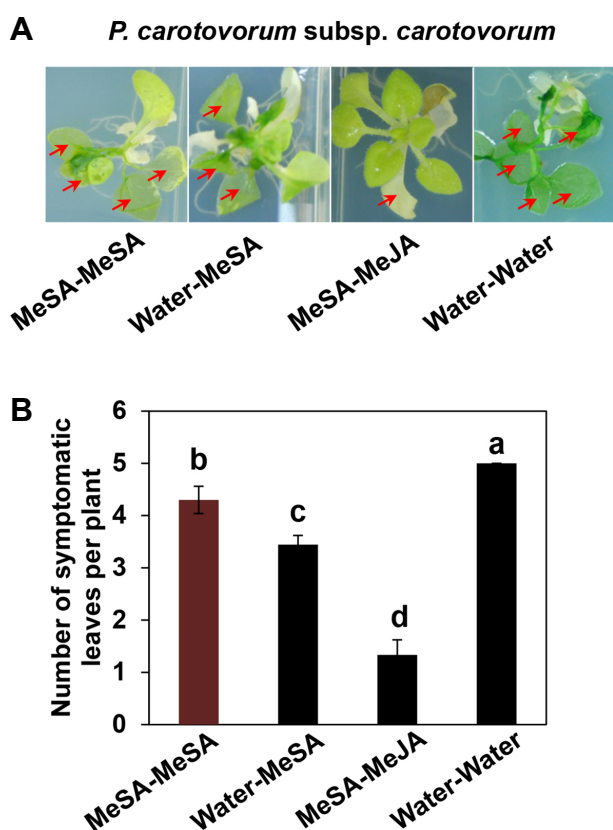 A
P. carotovorum subsp. carotovorum
MeSA-MeSA
Water-MeSA
MeSA-MeJA
Water-Water
B
Number of symptomatic
leaves per plant
6
5
4
3
2
1
0
b
c
d
a
MeSA-MeSA
Water-MeSA
MeSA-MeJA
Water-Water